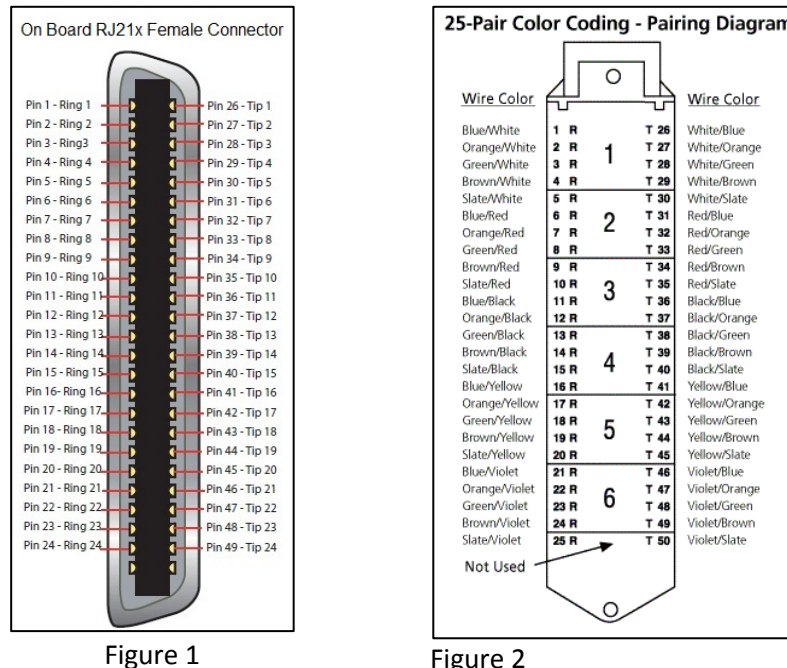 On Board RJ21x Female Connector
Pin 1 - Ring 1 Pin 26 - Tip 1
Pin 2 - Ring 2 Pin 27 - Tip 2
Pin 3 - Ring3 Pin 28 - Tip 3
Pin 4 - Ring 4 Pin 29 - Tip 4
Pin 5 - Ring 5 Pin 30 - Tip 5
Pin 6 - Ring 6 Pin 31 - Tip 6
Pin 7 - Ring 7 Pin 32 - Tip 7
Pin 8 - Ring 8 Pin 33 - Tip 8
Pin 9 - Ring 9 Pin 34 - Tip 9
Pin 10 - Ring 10 Pin 35 - Tip 10
Pin 11 - Ring 11 Pin 36 - Tip 11
Pin 12 - Ring 12 Pin 37 - Tip 12
Pin 13 - Ring 13 Pin 38 - Tip 13
Pin 14 - Ring 14 Pin 39 - Tip 14
Pin 15 - Ring 15 Pin 40 - Tip 15
Pin 16- Ring 16 Pin 41 - Tip 16
Pin 17 - Ring 17 Pin 42 - Tip 17
Pin 18 - Ring 18 Pin 43 - Tip 18
Pin 19 - Ring 19 Pin 44 - Tip 19
Pin 20 - Ring 20 Pin 45 - Tip 20
Pin 21 - Ring 21 Pin 46 - Tip 21
Pin 22 - Ring 22 Pin 47 - Tip 22
Pin 23 - Ring 23 Pin 48 - Tip 23
Pin 24 - Ring 24 Pin 49 - Tip 24
Figure 1
25-Pair Color Coding - Pairing Diagram
Wire Color Wire Color
Blue/White 1 R T 26 White/Blue
Orange/White 2 R T 27 White/Orange
1
Green/White 3 R T 28 White/Green
Brown/White 4 R T 29 White/Brown
Slate/White 5 R T 30 White/Slate
Blue/Red 6 R T 31 Red/Blue
2
Orange/Red 7 R T 32 Red/Orange
Green/Red 8 R T 33 Red/Green
Brown/Red 9 R T 34 Red/Brown
Slate/Red 10 R T 35 Red/Slate
3
Blue/Black 11 R T 36 Black/Blue
Orange/Black 12 R T 37 Black/Orange
Green/Black 13 R T 38 Black/Green
Brown/Black 14 R T 39 Black/Brown
4
Slate/Black 15 R T 40 Black/Slate
Blue/Yellow 16 R T 41 Yellow/Blue
Orange/Yellow 17 R T 42 Yellow/Orange
Green/Yellow 18 R T 43 Yellow/Green
5
Brown/Yellow 19 R T 44 Yellow/Brown
Slate/Yellow 20 R T 45 Yellow/Slate
Blue/Violet 21 R T 46 Violet/Blue
Orange/Violet 22 R T 47 Violet/Orange
6
Green/Violet 23 R T 48 Violet/Green
Brown/Violet 24 R T 49 Violet/Brown
Slate/Violet 25 R T 50 Violet/Slate
Not Used
Figure 2